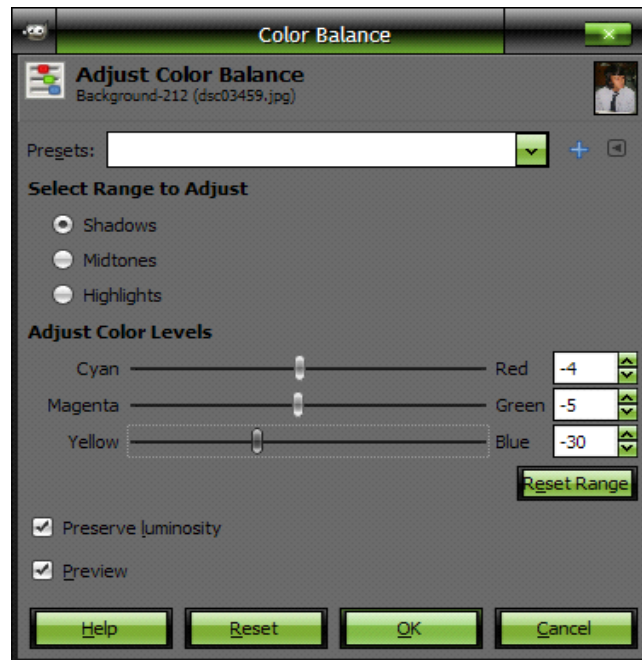 Color Balance
Adjust Color Balance
Background-212 (dsc03459.jpg)
Presets:
Select Range to Adjust
Shadows
Midtones
Highlights
Adjust Color Levels
Cyan Red -4
Magenta Green -5
Yellow Blue -30
Reset Range
Preserve luminosity
Preview
Help Reset OK Cancel